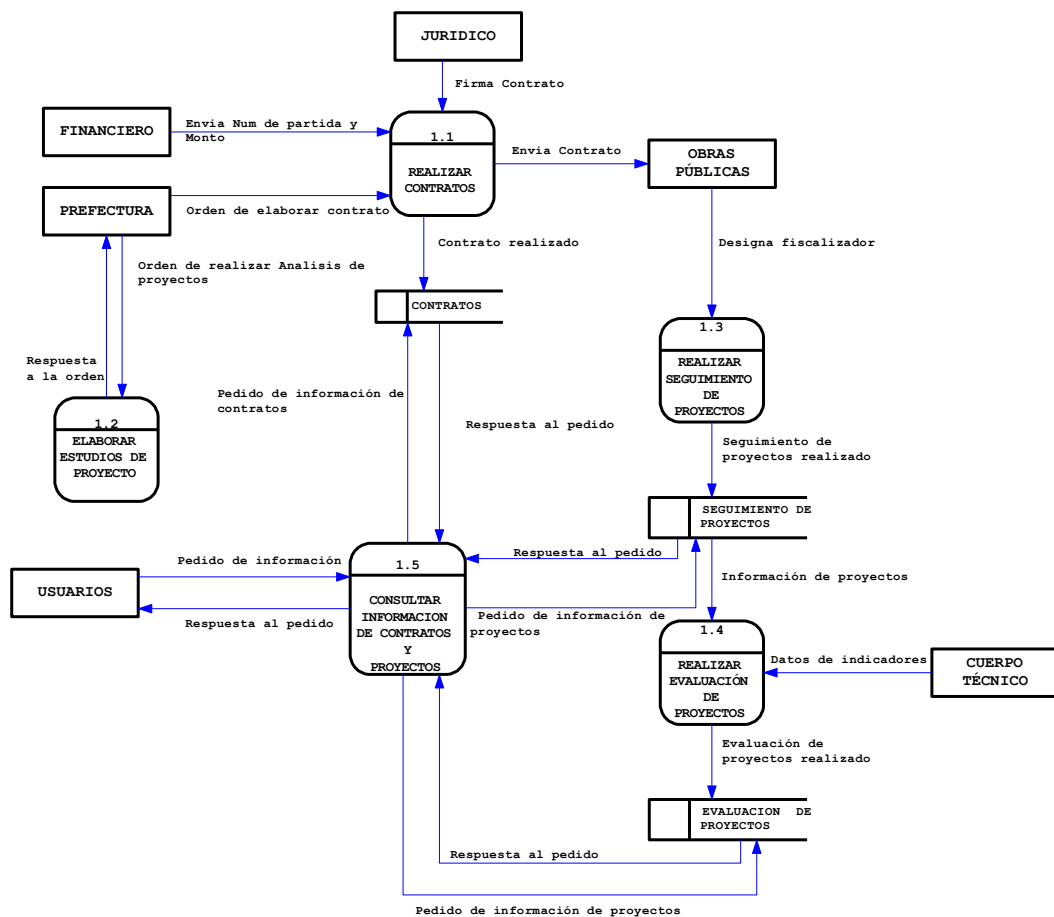 JURIDICO
Firma Contrato
FINANCIERO
Envia Num de partida y
Monto
1.1
REALIZAR
CONTRATOS
Envia Contrato
OBRAS
PÚBLICAS
PREFECTURA
Orden de elaborar contrato
Contrato realizado
Designa fiscalizador
Orden de realizar Analisis de
proyectos
CONTRATOS
1.3
REALIZAR
SEGUIMIENTO
DE
PROYECTOS
Respuesta
a la orden
Pedido de información de
contratos
1.2
ELABORAR
ESTUDIOS DE
PROYECTO
Respuesta al pedido
Seguimiento de
proyectos realizado
SEGUIMIENTO DE
PROYECTOS
Pedido de información
Respuesta al pedido
1.5
CONSULTAR
INFORMACION
DE CONTRATOS
Y
PROYECTOS
Información de proyectos
USUARIOS
Respuesta al pedido
Pedido de información de
proyectos
1.4
REALIZAR
EVALUACIÓN
DE
PROYECTOS
Datos de indicadores
CUERPO
TÉCNICO
Evaluación de
proyectos realizado
EVALUACION DE
PROYECTOS
Respuesta al pedido
Pedido de información de proyectos